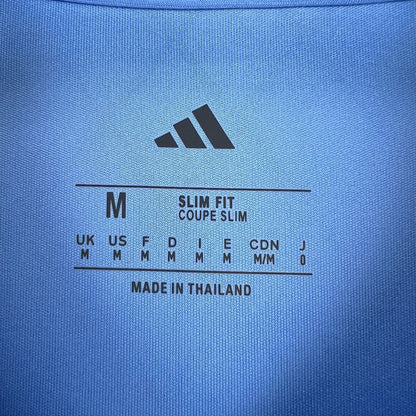 M SLIM FIT
COUPE SLIM
UK US F D I E CDN J
M M M M M M M/M O
MADE IN THAILAND